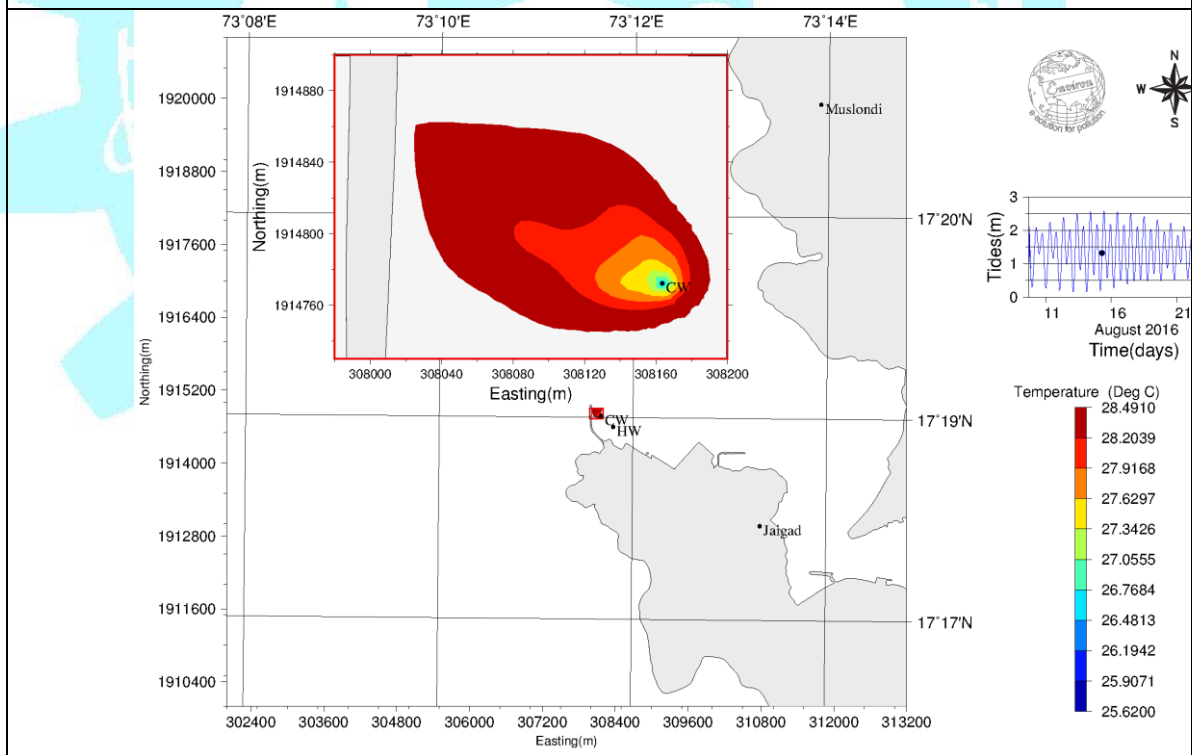 73°08'E 73°10'E 73°12'E 73°14'E
1920000
1918800
1917600
1916400
1915200
1914000
1912800
1911600
1910400
Northing(m)
302400 303600 304800 306000 307200 308400 309600 310800 312000 313200
Easting(m)
17°20'N
17°19'N
17°17'N
1914880
1914840
1914800
1914760
Northing(m)
308000 308040 308080 308120 308160 308200
Easting(m)
CW
Muslondi
CW
HW
Jaigad
Environ
e-solution for pollution
N
W
S
3
2
1
0
Tides(m)
11 16 21
August 2016
Time(days)
Temperature (Deg C)
28.4910
28.2039
27.9168
27.6297
27.3426
27.0555
26.7684
26.4813
26.1942
25.9071
25.6200